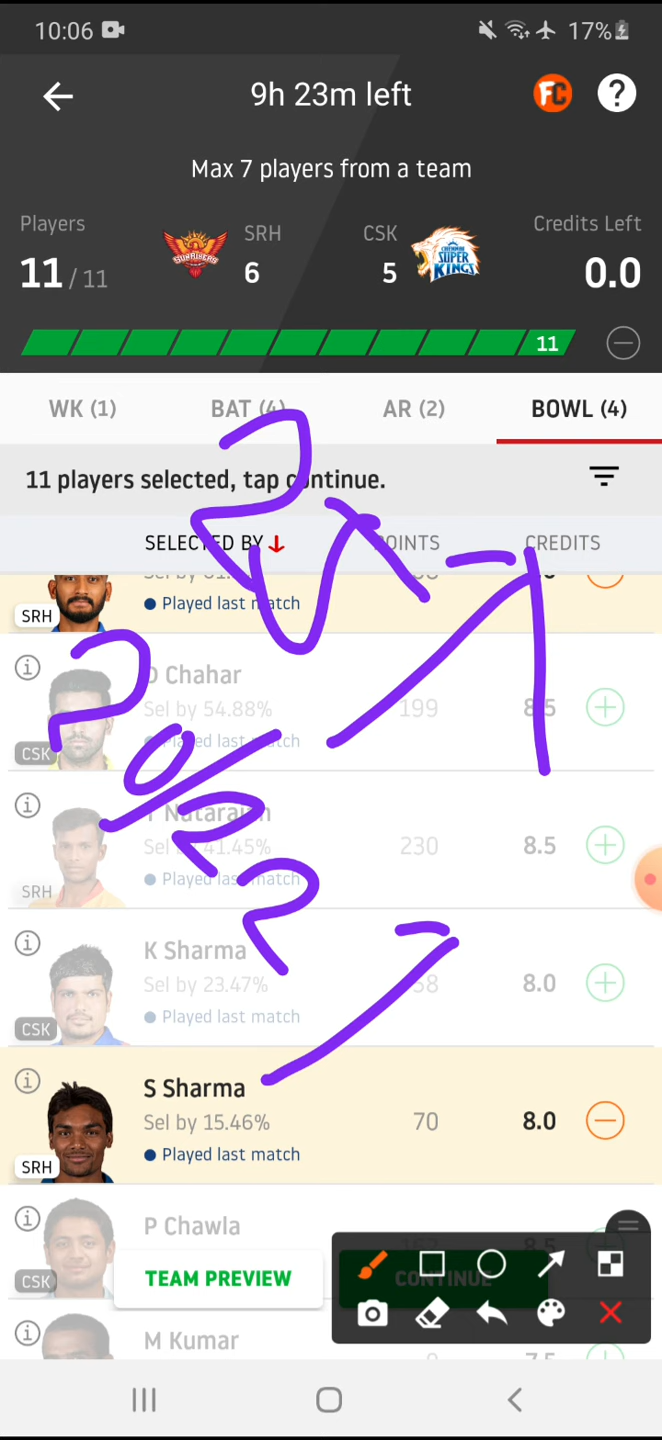 10:06 17%
9h 23m left FC ?
Max 7 players from a team
Players SRH CSK Credits Left
11 / 11 6 5 0.0
SUNRISERS CHENNAI SUPER KINGS
11
WK (1) BAT (4) AR (2) BOWL (4)
11 players selected, tap continue.
SELECTED BY POINTS CREDITS
SRH Played last match
D Chahar
Sel by 54.88% 199 8.5
CSK Played last match
T Natarajan
Sel by 41.45% 230 8.5
SRH Played last match
K Sharma
Sel by 23.47% 8.0
CSK Played last match
S Sharma
Sel by 15.46% 70 8.0
SRH Played last match
P Chawla
CSK
TEAM PREVIEW CONTINUE
M Kumar